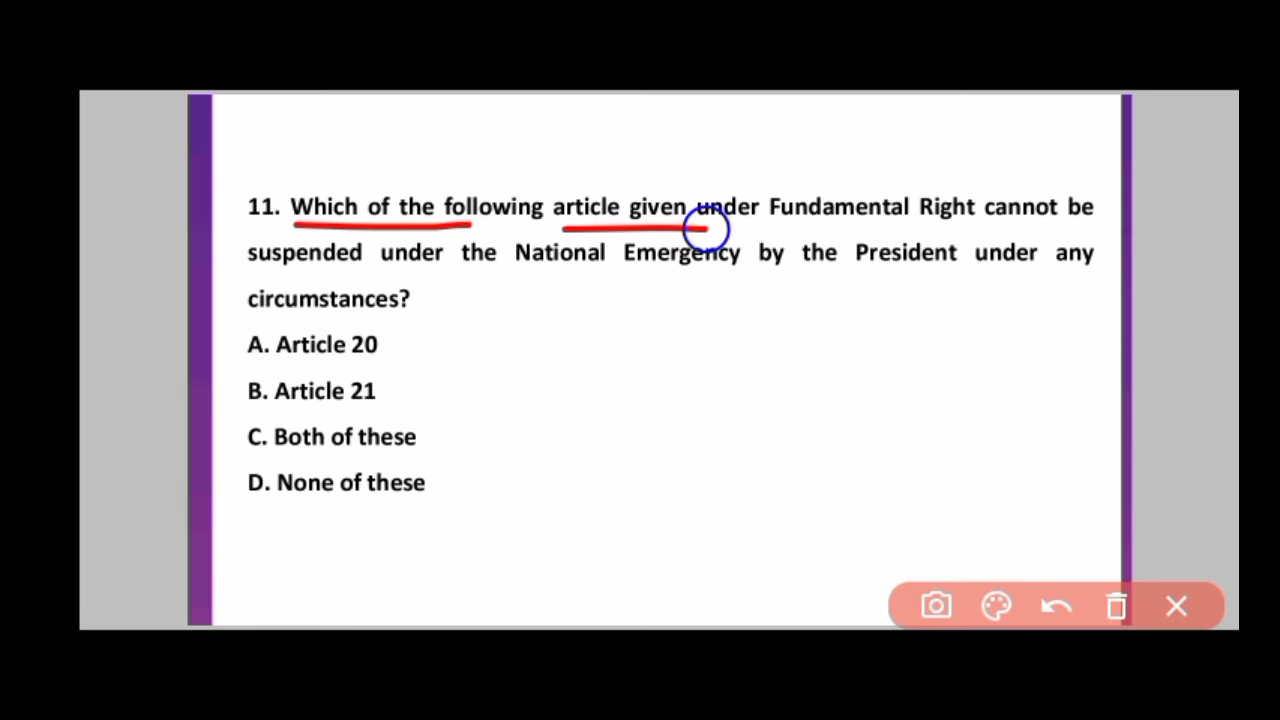 11. Which of the following article given under Fundamental Right cannot be
suspended under the National Emergency by the President under any
circumstances?
A. Article 20
B. Article 21
C. Both of these
D. None of these